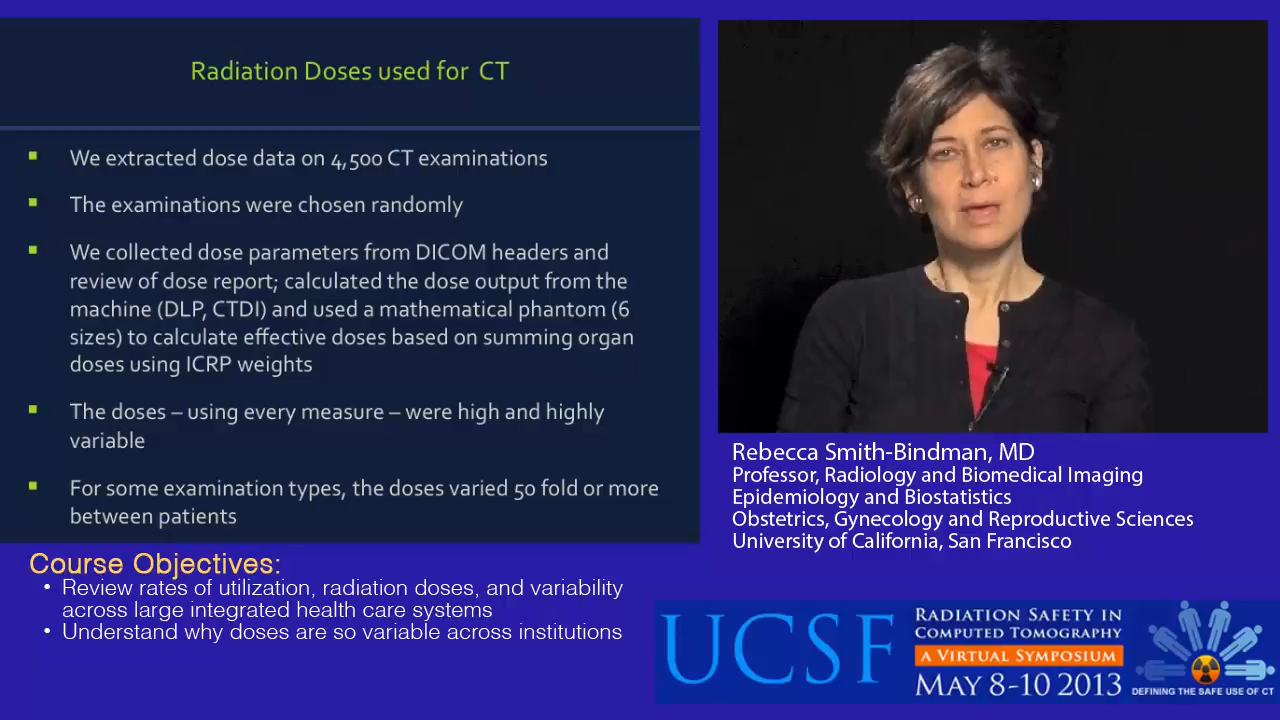 Radiation Doses used for CT
We extracted dose data on 4,500 CT examinations
The examinations were chosen randomly
We collected dose parameters from DICOM headers and
review of dose report; calculated the dose output from the
machine (DLP, CTDI) and used a mathematical phantom (6
sizes) to calculate effective doses based on summing organ
doses using ICRP weights
The doses – using every measure – were high and highly
variable
For some examination types, the doses varied 50 fold or more
between patients
Rebecca Smith-Bindman, MD
Professor, Radiology and Biomedical Imaging
Epidemiology and Biostatistics
Obstetrics, Gynecology and Reproductive Sciences
University of California, San Francisco
Course Objectives:
• Review rates of utilization, radiation doses, and variability
across large integrated health care systems
• Understand why doses are so variable across institutions
UCSF
RADIATION SAFETY IN
COMPUTED TOMOGRAPHY
A VIRTUAL SYMPOSIUM
MAY 8-10 2013
DEFINING THE SAFE USE OF CT